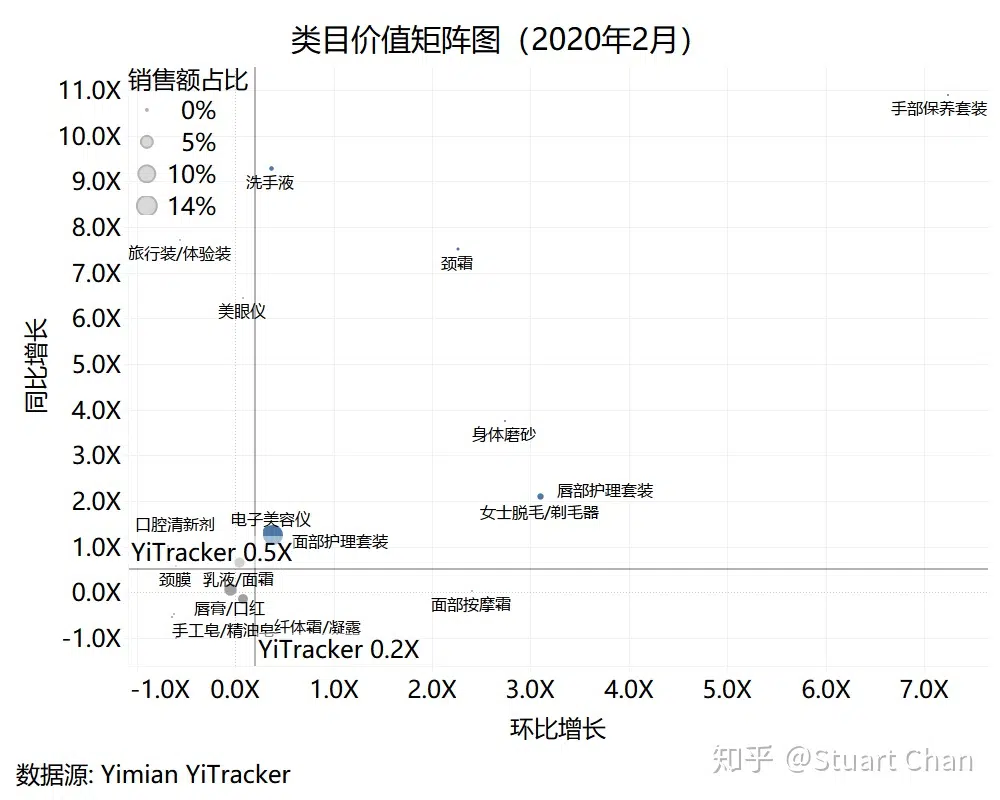 类目价值矩阵图（2020年2月）
销售额占比
0%
5%
10%
14%
11.0X
10.0X
9.0X
8.0X
7.0X
6.0X
5.0X
4.0X
3.0X
2.0X
1.0X
0.0X
-1.0X
同比增长
手部保养套装
洗手液
旅行装/体验装
颈霜
美眼仪
身体磨砂
唇部护理套装
女士脱毛/剃毛器
口腔清新剂
电子美容仪
面部护理套装
YiTracker 0.5X
颈膜
乳液/面霜
唇膏/口红
面部按摩霜
手工皂/精油皂
纤体霜/凝露
YiTracker 0.2X
-1.0X
0.0X
1.0X
2.0X
3.0X
4.0X
5.0X
6.0X
7.0X
环比增长
知乎 @Stuart Chan
数据源: Yimian YiTracker